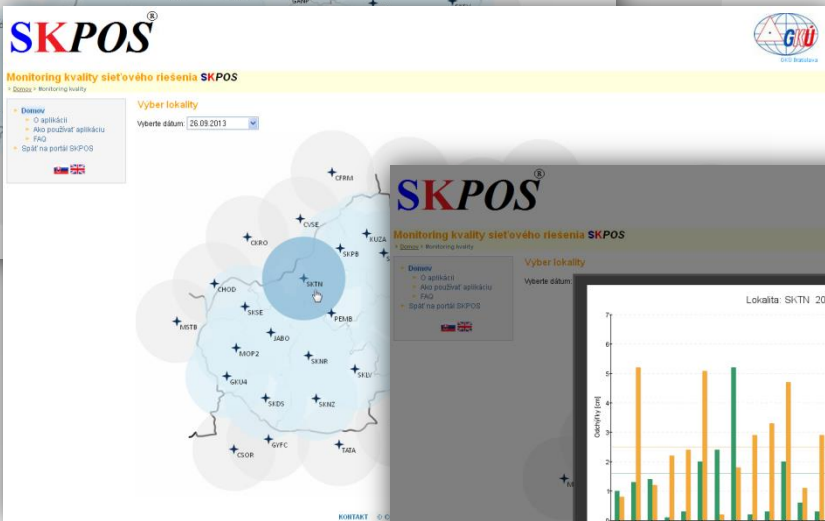 SKPOS®
GKÚ
GKÚ Bratislava
Monitoring kvality sieťového riešenia SKPOS
Domov > Monitoring kvality
Domov
O aplikácii
Ako používať aplikáciu
FAQ
Späť na portál SKPOS
Výber lokality
Vyberte dátum: 26.09.2013
CFRM
CVSE
CKRO
KUZA
SKPB
SKTN
CHOD
SKSE
PEMB
MSTB
JABO
MOP2
SKNR
SKLV
GKU4
SKDS
SKNZ
GYFC
CSOR
TATA
KONTAKT
SKPOS®
Monitoring kvality sieťového riešenia SKPOS
Domov > Monitoring kvality
Domov
O aplikácii
Ako používať aplikáciu
FAQ
Späť na portál SKPOS
Výber lokality
Vyberte dátum:
Lokalita: SKTN 20
Odchýlky [cm]
7
6
5
4
3
2
1
0